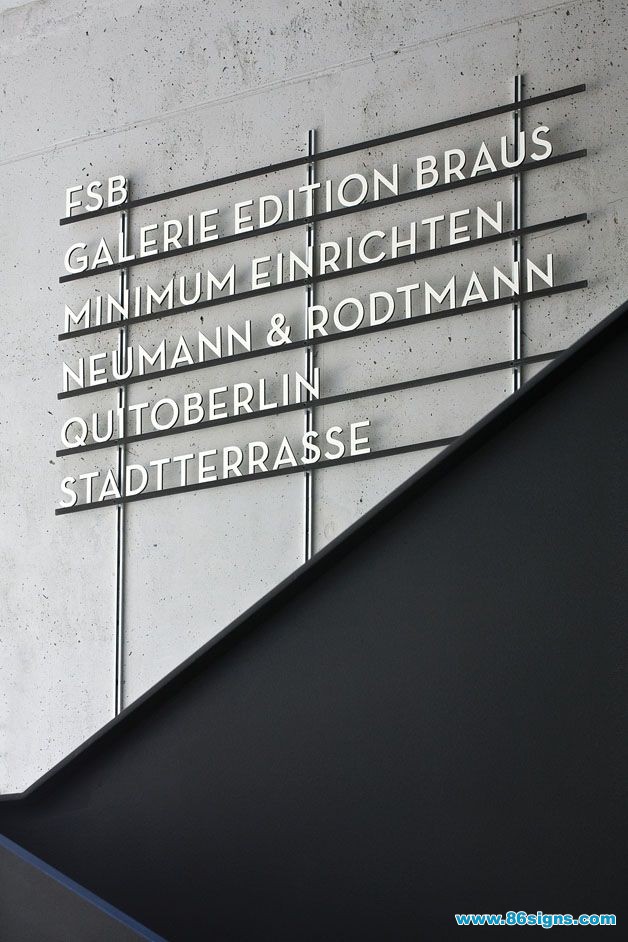 FSB
GALERIE EDITION BRAUS
MINIMUM EINRICHTEN
NEUMANN & RODTMANN
QUITOBERLIN
STADTTERRASSE
www.86signs.com